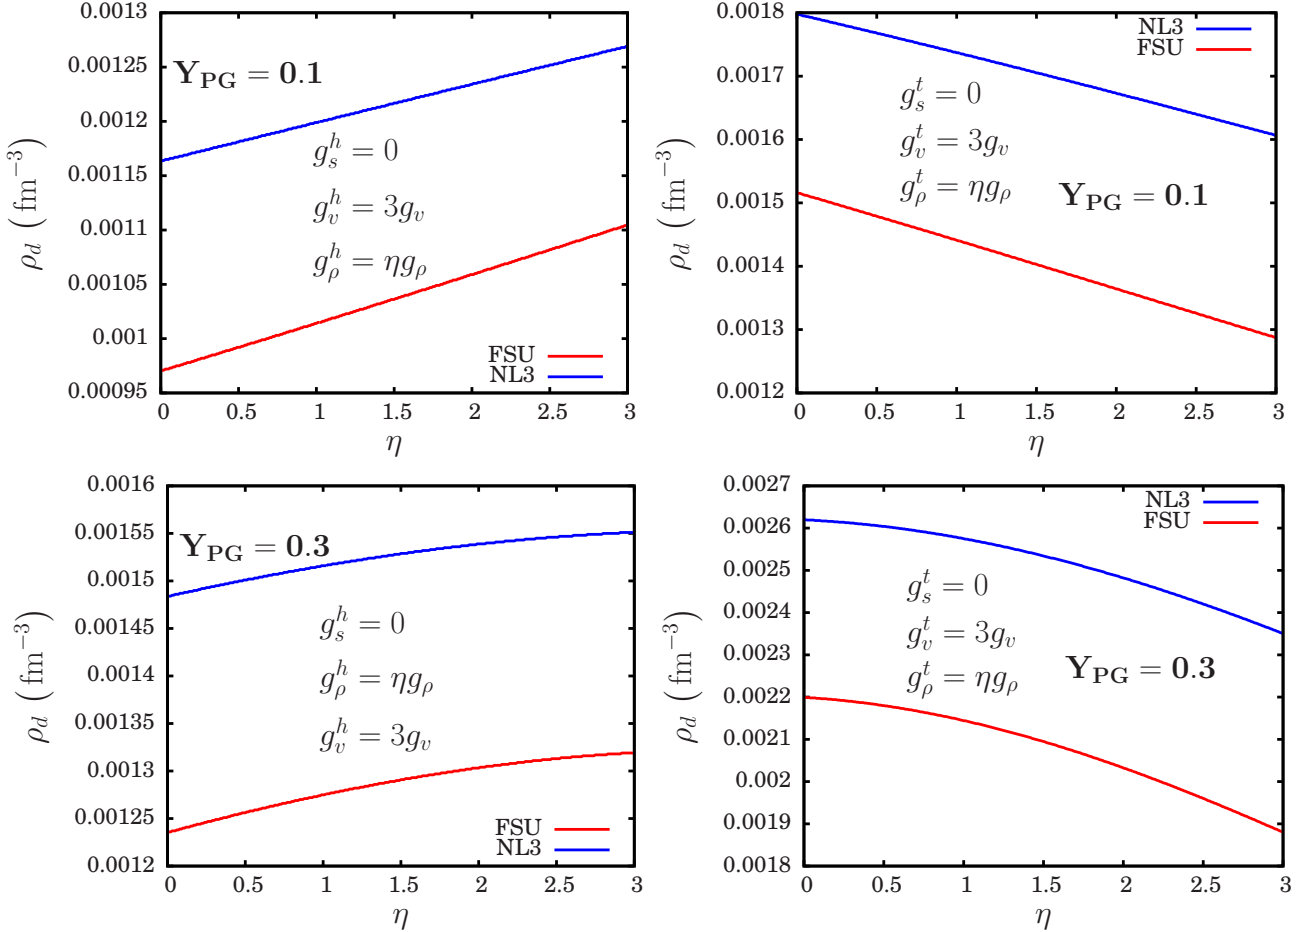 0.0013
0.00125
0.0012
0.00115
0.0011
0.00105
0.001
0.00095
ρ_d ( fm⁻³)
Y_PG = 0.1
g_s^h = 0
g_v^h = 3g_v
g_ρ^h = ηg_ρ
FSU
NL3
0 0.5 1 1.5 2 2.5 3
η
0.0018
0.0017
0.0016
0.0015
0.0014
0.0013
0.0012
ρ_d ( fm⁻³)
NL3
FSU
g_s^t = 0
g_v^t = 3g_v
g_ρ^t = ηg_ρ
Y_PG = 0.1
0 0.5 1 1.5 2 2.5 3
η
0.0016
0.00155
0.0015
0.00145
0.0014
0.00135
0.0013
0.00125
0.0012
ρ_d ( fm⁻³)
Y_PG = 0.3
g_s^h = 0
g_ρ^h = ηg_ρ
g_v^h = 3g_v
FSU
NL3
0 0.5 1 1.5 2 2.5 3
η
0.0027
0.0026
0.0025
0.0024
0.0023
0.0022
0.0021
0.002
0.0019
0.0018
ρ_d ( fm⁻³)
NL3
FSU
g_s^t = 0
g_v^t = 3g_v
g_ρ^t = ηg_ρ
Y_PG = 0.3
0 0.5 1 1.5 2 2.5 3
η